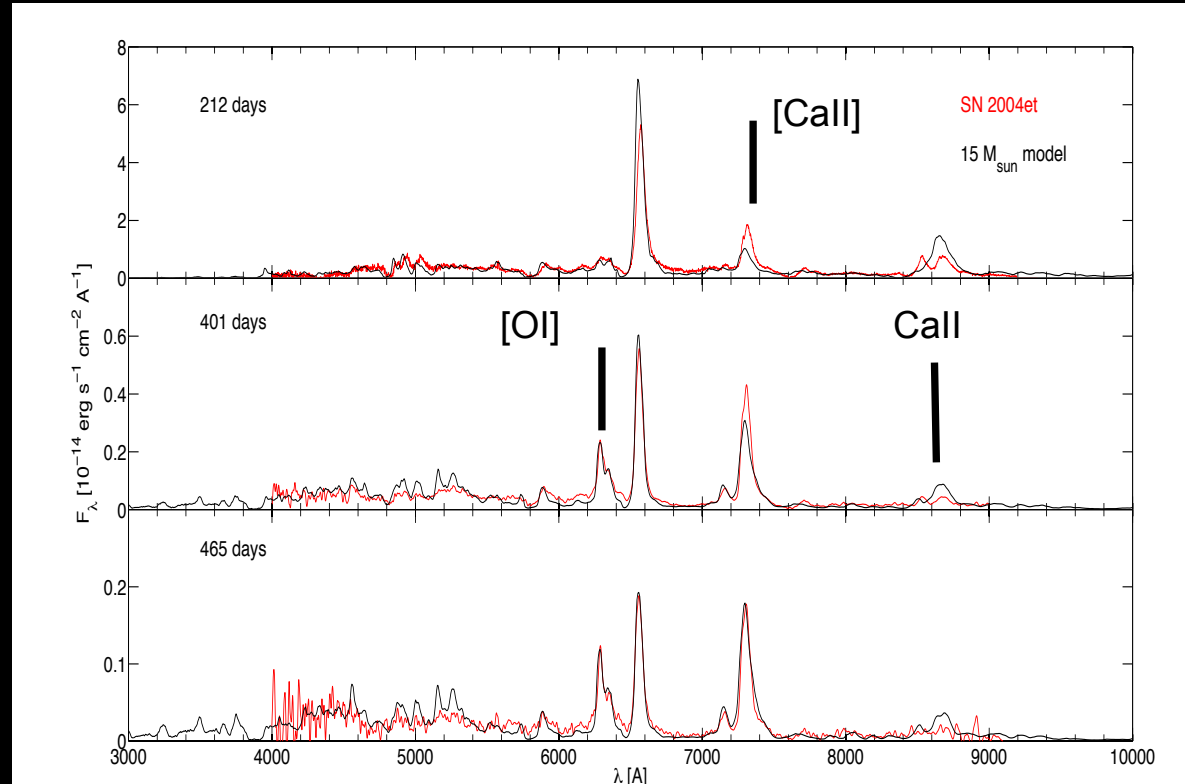 8
6
4
2
0
212 days
[CaII]
SN 2004et
15 M_sun model
F_λ [10^−14 erg s^−1 cm^−2 A^−1]
0.6
0.4
0.2
0
401 days
[OI]
CaII
0.2
0.1
0
465 days
3000 4000 5000 6000 7000 8000 9000 10000
λ [A]